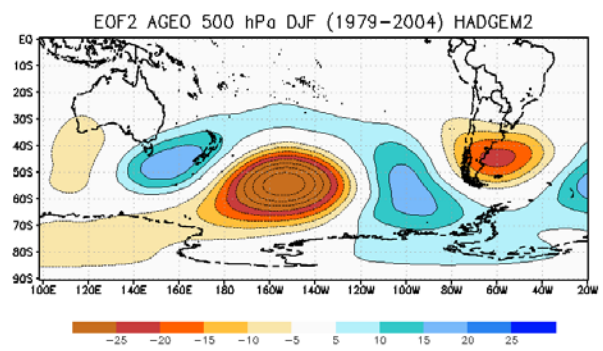 EOF2 AGEO 500 hPa DJF (1979-2004) HADGEM2
EQ
10S
20S
30S
40S
50S
60S
70S
80S
90S
100E 120E 140E 160E 180 160W 140W 120W 100W 80W 60W 40W 20W
-25 -20 -15 -10 -5 5 10 15 20 25